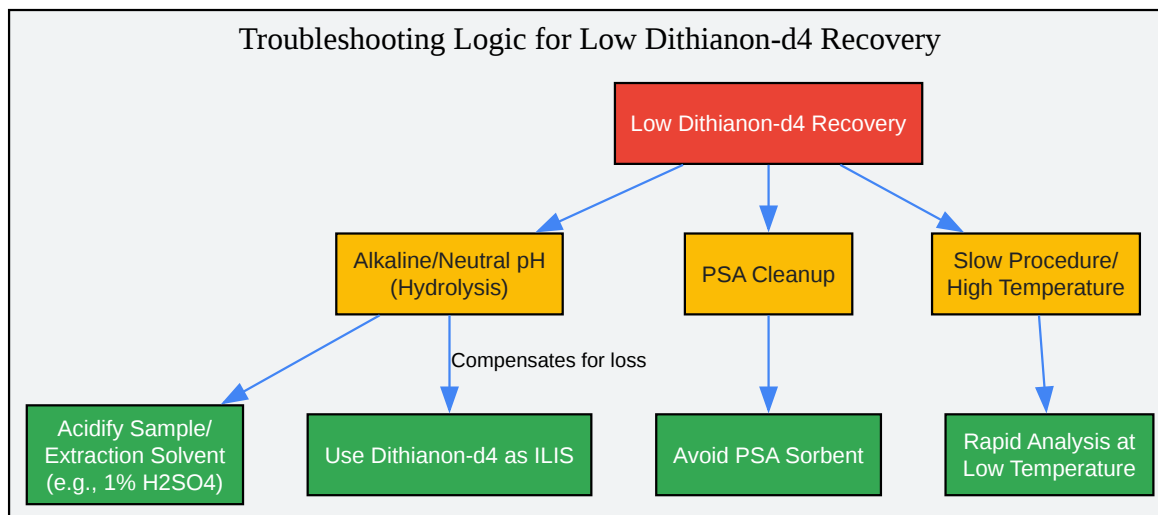 Troubleshooting Logic for Low Dithianon-d4 Recovery
Low Dithianon-d4 Recovery
Alkaline/Neutral pH
(Hydrolysis)
PSA Cleanup
Slow Procedure/
High Temperature
Compensates for loss
Acidify Sample/
Extraction Solvent
(e.g., 1% H2SO4)
Use Dithianon-d4 as ILIS
Avoid PSA Sorbent
Rapid Analysis at
Low Temperature